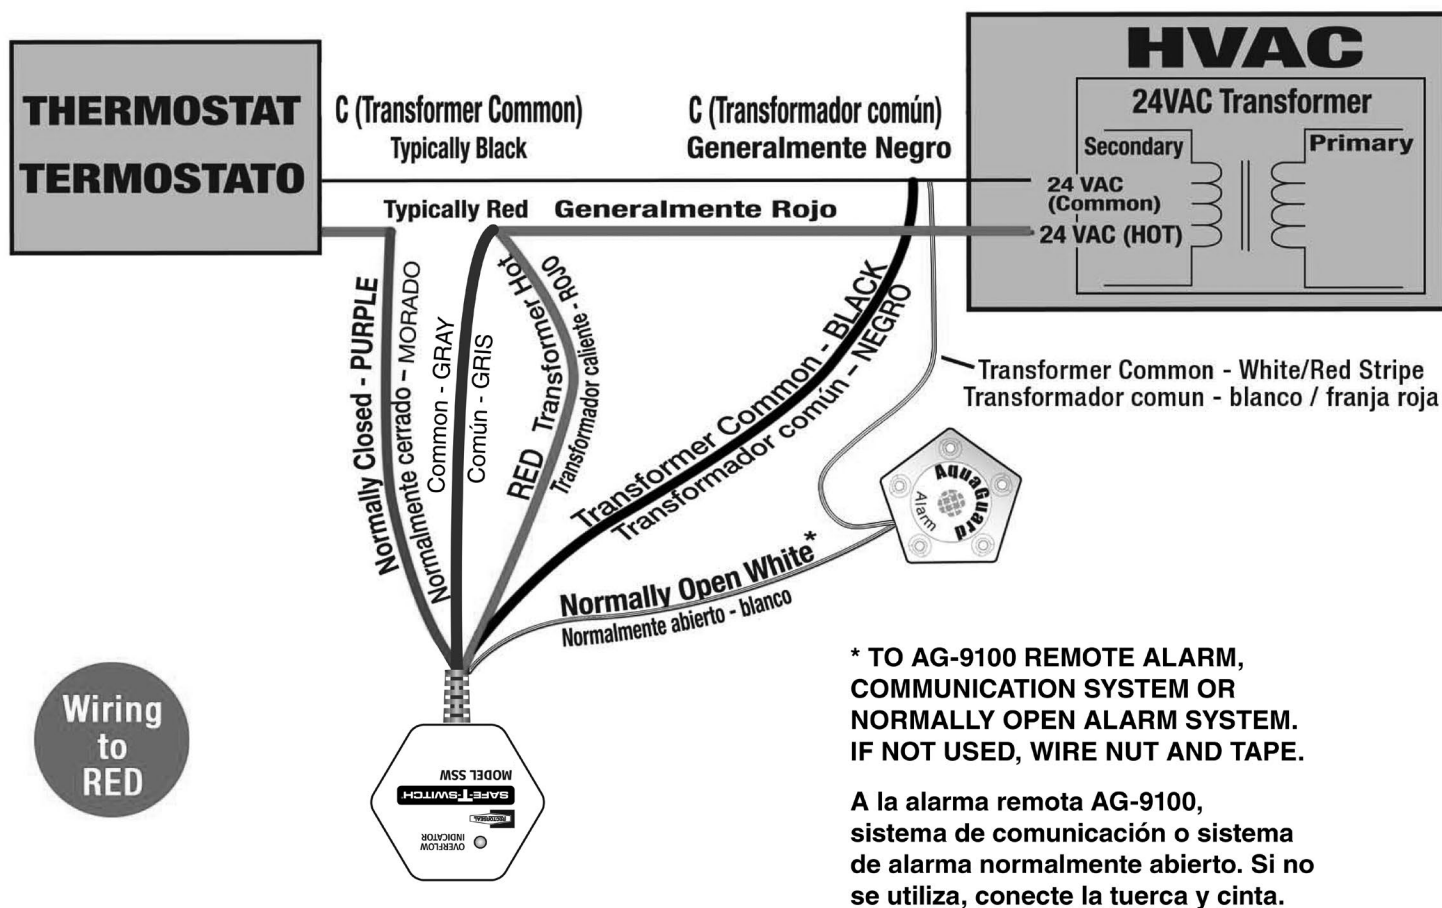 THERMOSTAT
TERMOSTATO
C (Transformer Common)
Typically Black
C (Transformador común)
Generalmente Negro
Typically Red
Generalmente Rojo
HVAC
24VAC Transformer
Secondary
Primary
24 VAC
(Common)
24 VAC (HOT)
Normally Closed - PURPLE
Normalmente cerrado - MORADO
Common - GRAY
Común - GRIS
RED Transformer Hot
Transformador caliente - ROJO
Transformer Common - BLACK
Transformador común - NEGRO
Transformer Common - White/Red Stripe
Transformador comun - blanco / franja roja
AquaGuard
Alarm
Normally Open White*
Normalmente abierto - blanco
Wiring
to
RED
MODEL SSW
SAFE-T-SWITCH
RECTORSEAL
OVERFLOW
INDICATOR
* TO AG-9100 REMOTE ALARM,
COMMUNICATION SYSTEM OR
NORMALLY OPEN ALARM SYSTEM.
IF NOT USED, WIRE NUT AND TAPE.
A la alarma remota AG-9100,
sistema de comunicación o sistema
de alarma normalmente abierto. Si no
se utiliza, conecte la tuerca y cinta.